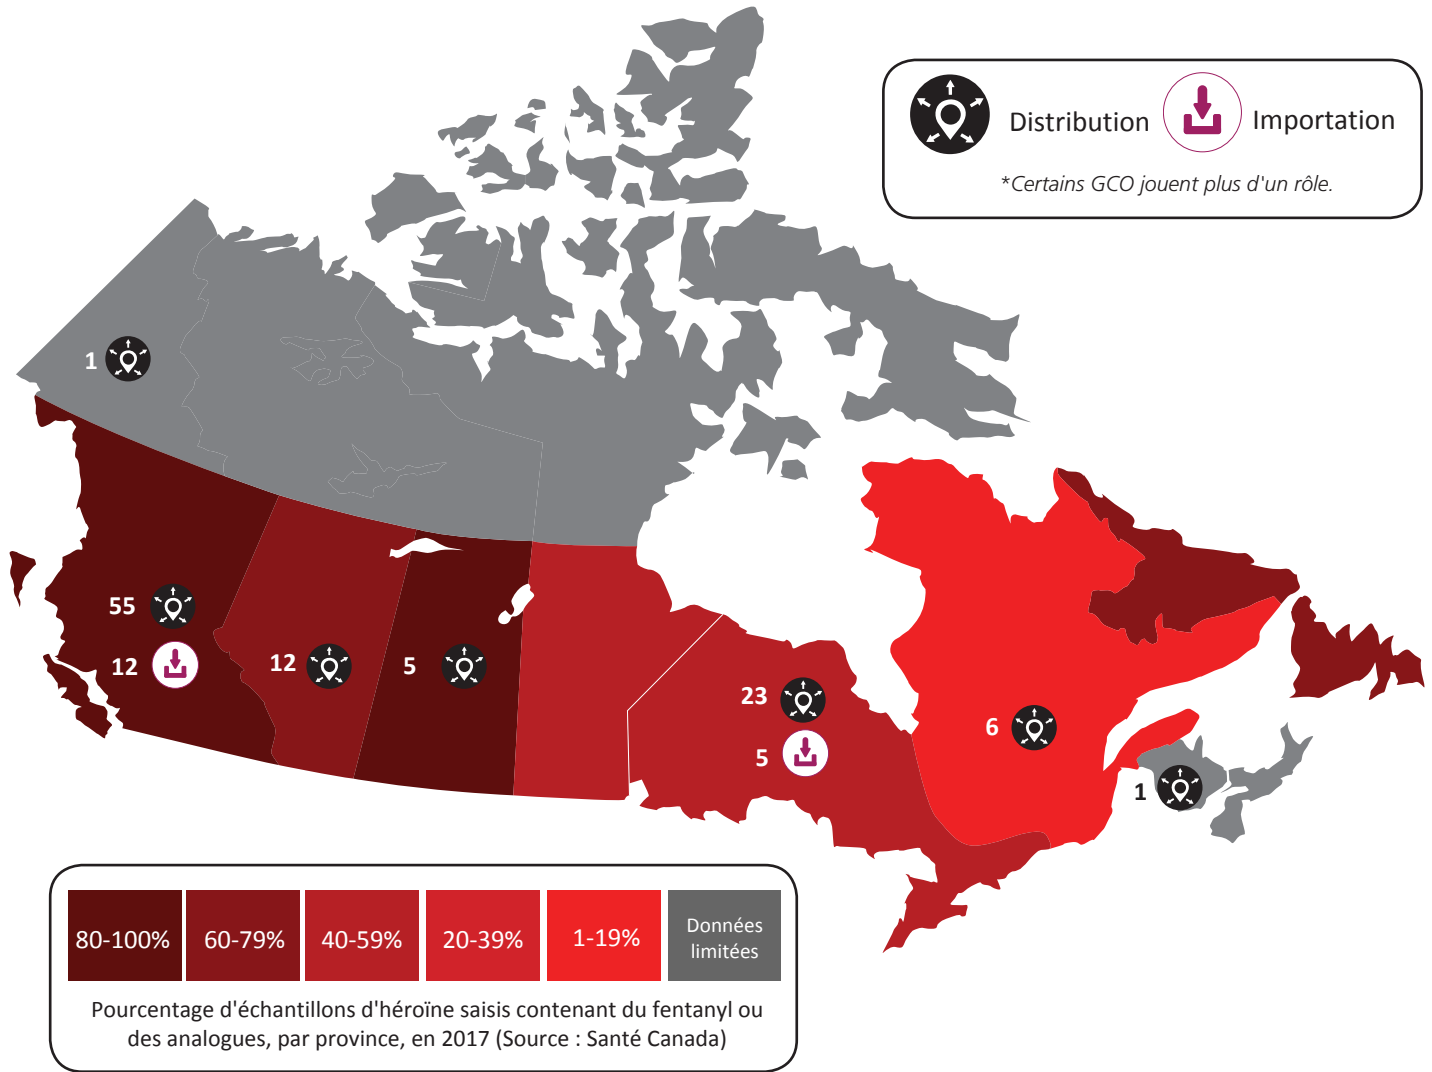 Distribution
Importation
*Certains GCO jouent plus d'un rôle.
1
55
12
12
5
23
5
6
1
80-100%
60-79%
40-59%
20-39%
1-19%
Données
limitées
Pourcentage d'échantillons d'héroïne saisis contenant du fentanyl ou
des analogues, par province, en 2017 (Source : Santé Canada)